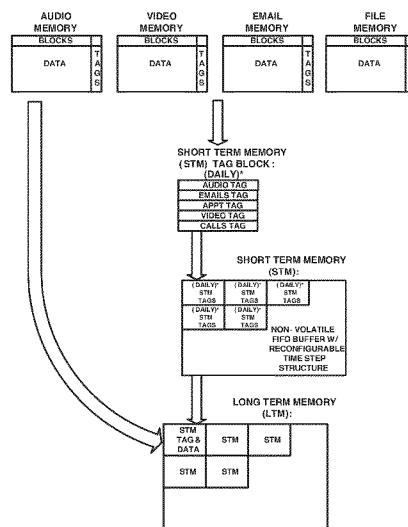 AUDIO MEMORY
VIDEO MEMORY
EMAIL MEMORY
FILE MEMORY
BLOCKS
DATA
TAGS
BLOCKS
DATA
TAGS
BLOCKS
DATA
TAGS
BLOCKS
DATA
SHORT TERM MEMORY
(STM) TAG BLOCK :
(DAILY)*
AUDIO TAG
EMAILS TAG
APPT TAG
VIDEO TAG
CALLS TAG
SHORT TERM MEMORY
(STM):
(DAILY)* STM TAGS
(DAILY)* STM TAGS
(DAILY)* STM TAGS
(DAILY)* STM TAGS
(DAILY)* STM TAGS
NON- VOLATILE
FIFO BUFFER W/
RECONFIGURABLE
TIME STEP
STRUCTURE
LONG TERM MEMORY
(LTM):
STM
TAG &
DATA
STM
STM
STM
STM